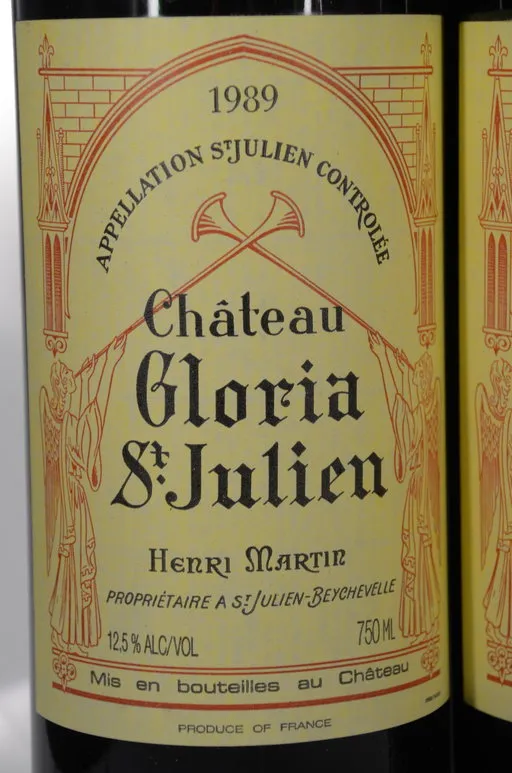 1989
APPELLATION ST JULIEN CONTROLÉE
Château
Gloria
St. Julien
HENRI MARTIN
PROPRIÉTAIRE A ST JULIEN-BEYCHEVELLE
12,5 % ALC/VOL
750 ML
Mis en bouteilles au Château
PRODUCE OF FRANCE